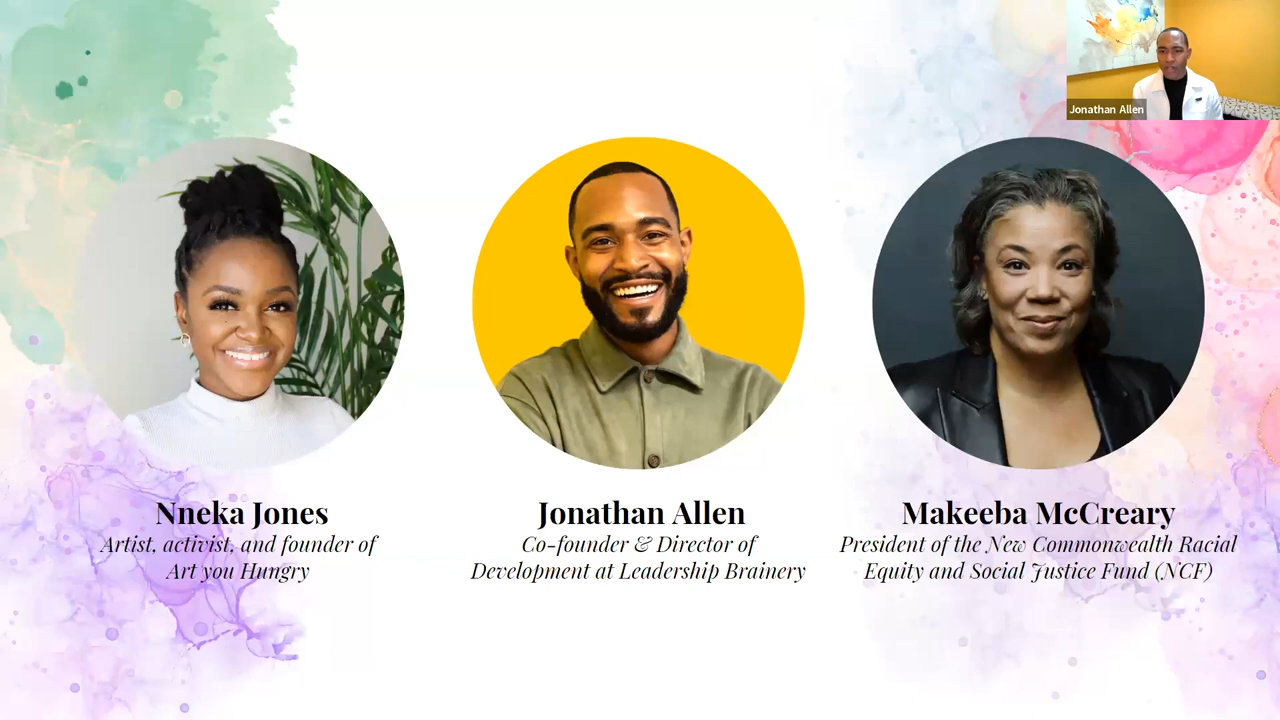 Jonathan Allen
Nneka Jones
Artist, activist, and founder of
Art you Hungry
Jonathan Allen
Co-founder & Director of
Development at Leadership Brainery
Makeeba McCreary
President of the New Commonwealth Racial
Equity and Social Justice Fund (NCF)